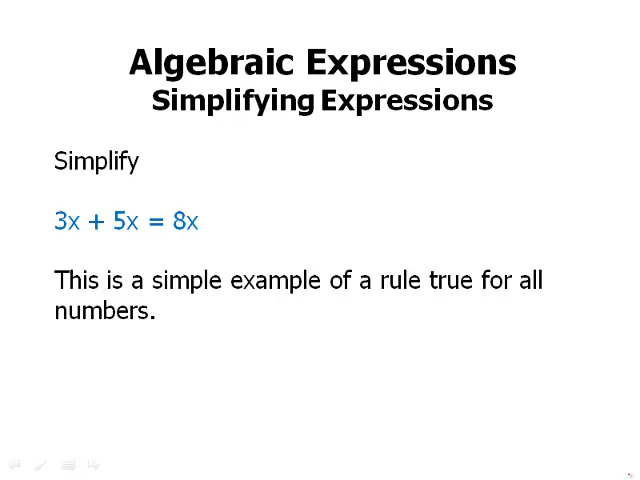 Algebraic Expressions
Simplifying Expressions
Simplify
3x + 5x = 8x
This is a simple example of a rule true for all
numbers.